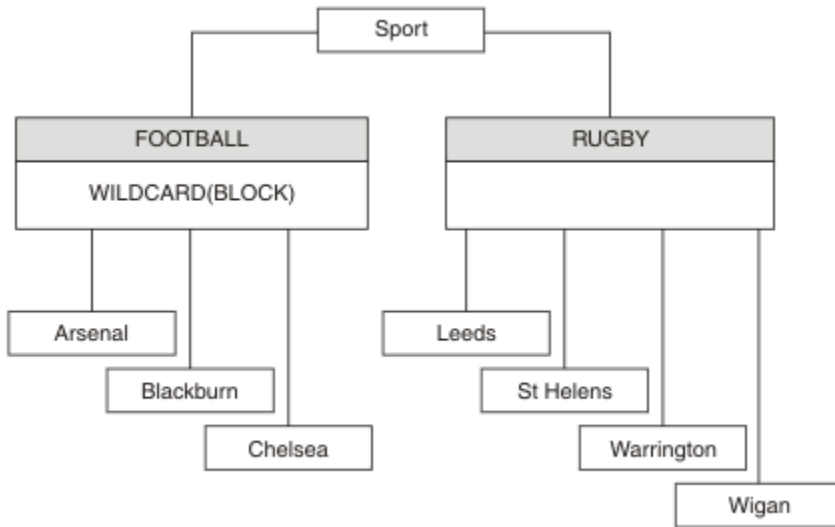 Sport
FOOTBALL
RUGBY
WILDCARD(BLOCK)
Arsenal
Leeds
Blackburn
St Helens
Chelsea
Warrington
Wigan